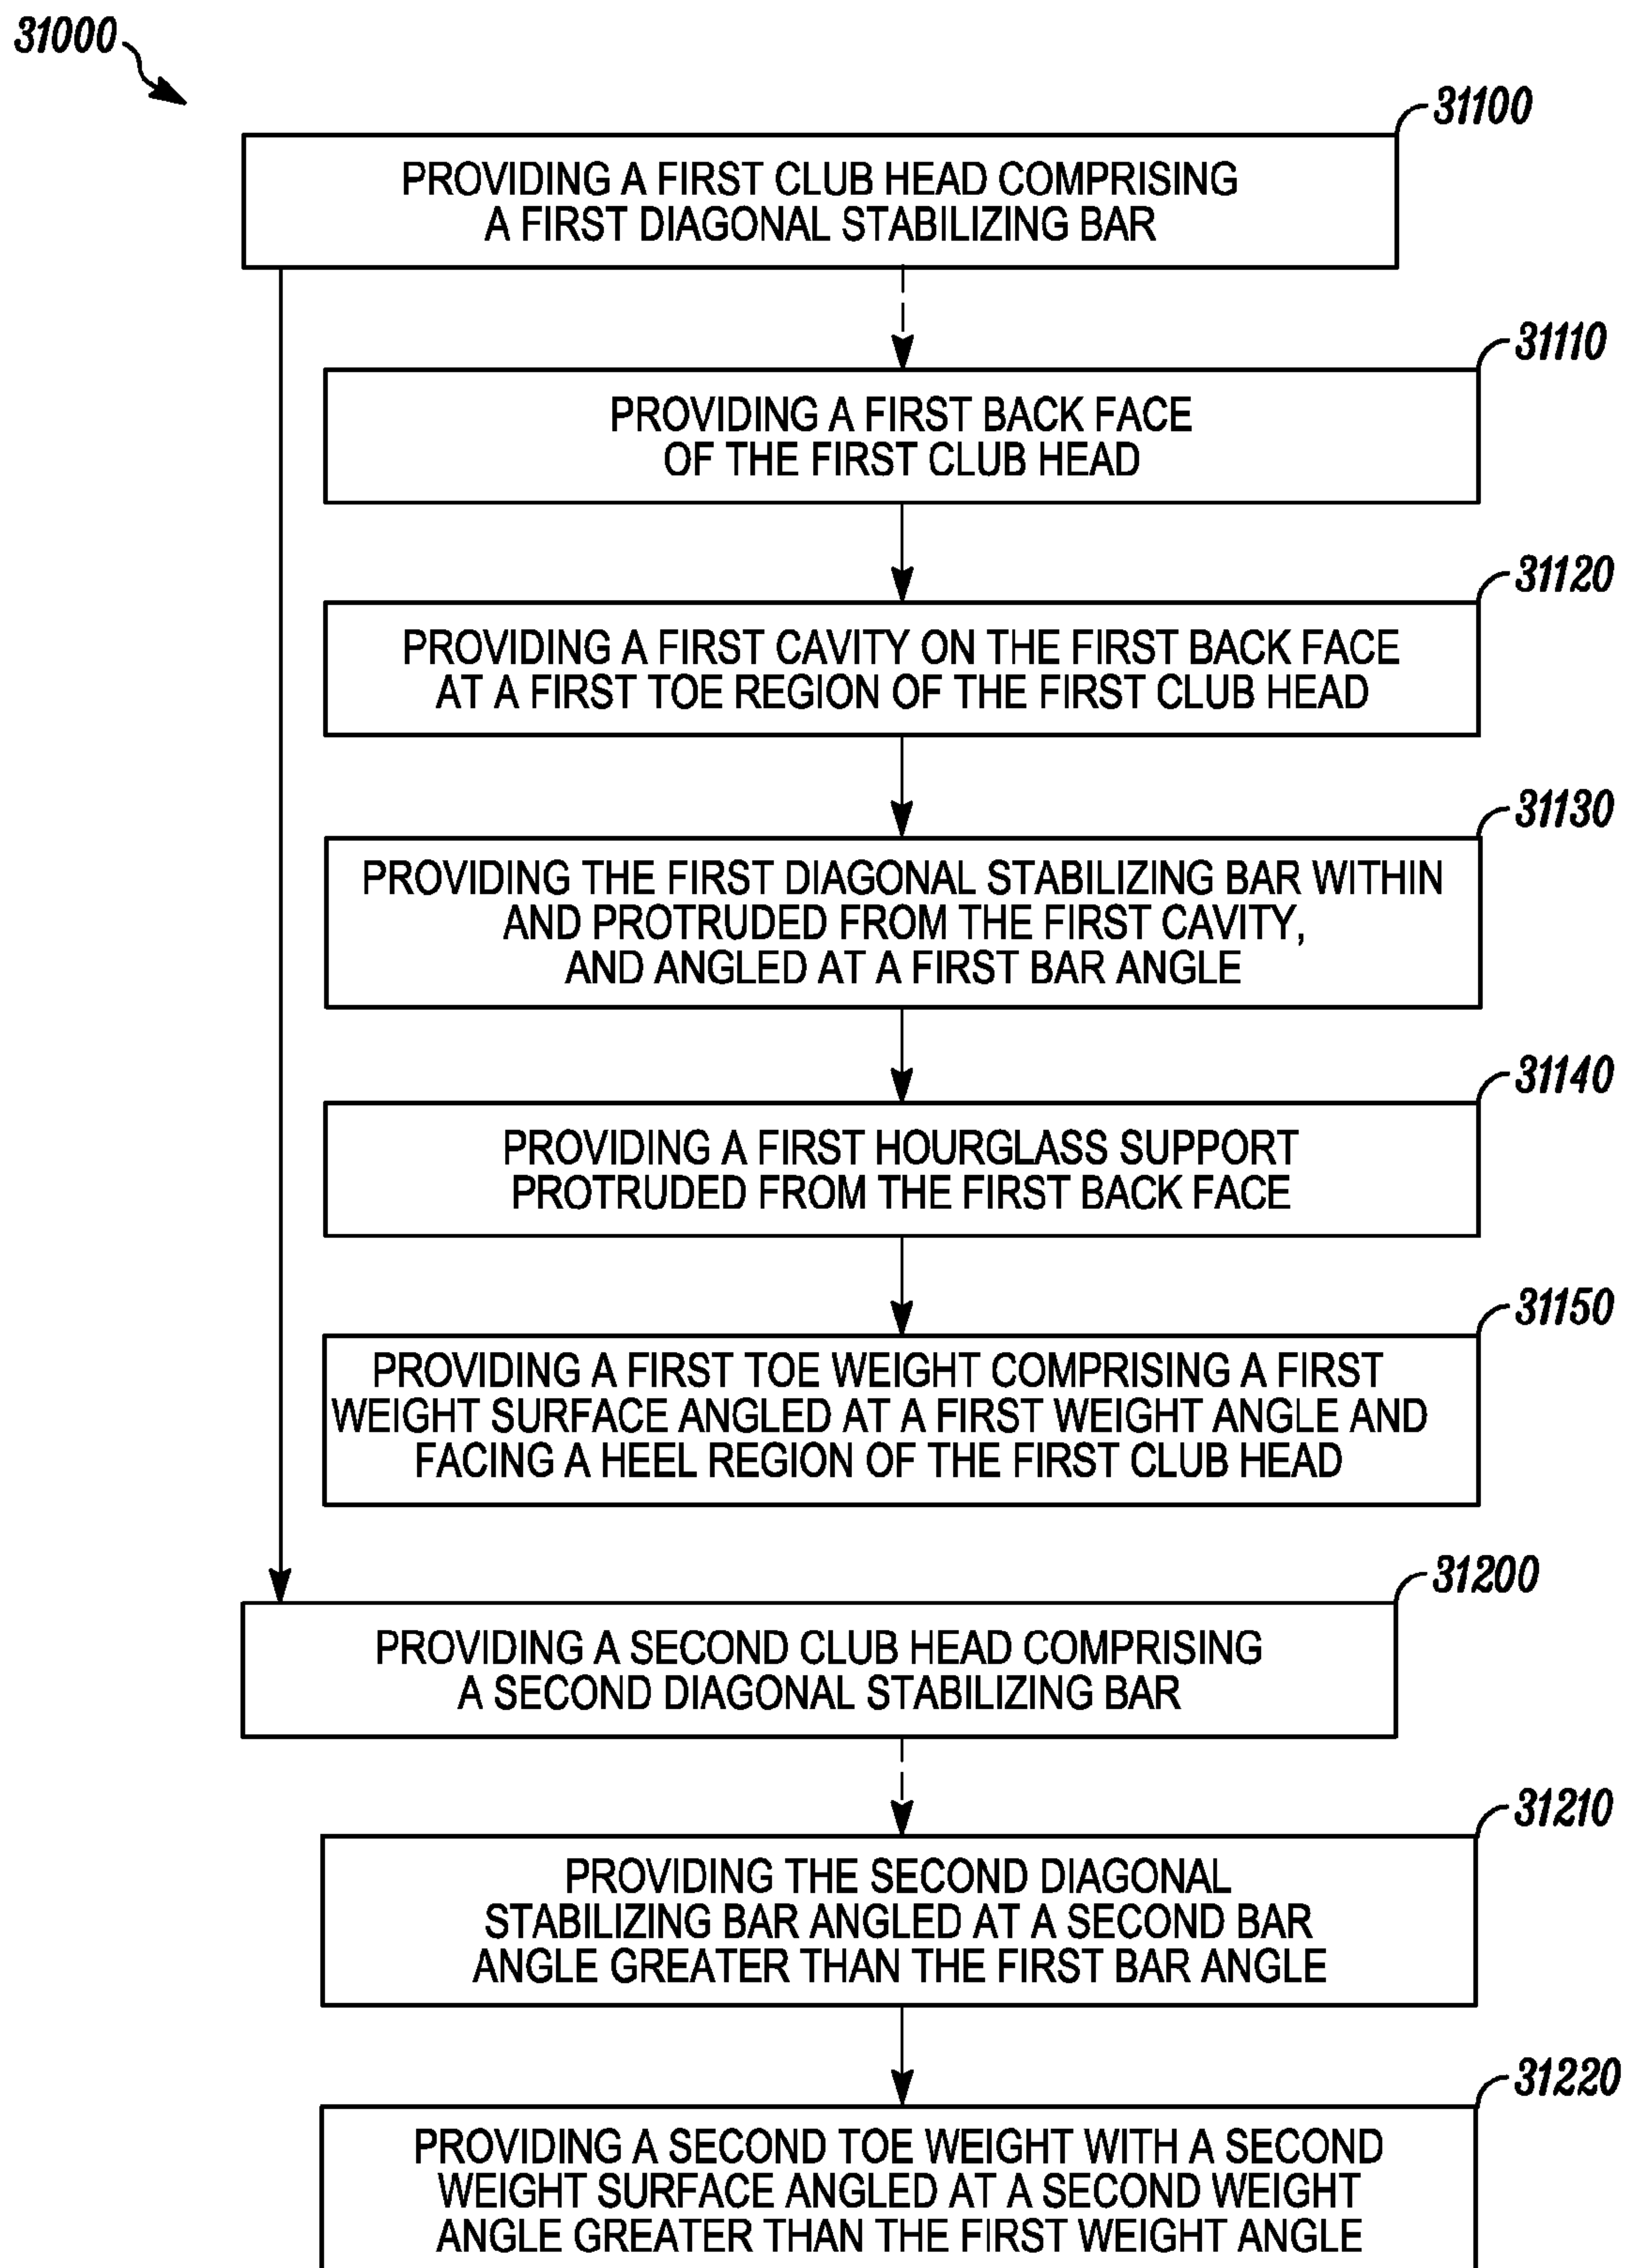 31000
31100
PROVIDING A FIRST CLUB HEAD COMPRISING
A FIRST DIAGONAL STABILIZING BAR
31110
PROVIDING A FIRST BACK FACE
OF THE FIRST CLUB HEAD
31120
PROVIDING A FIRST CAVITY ON THE FIRST BACK FACE
AT A FIRST TOE REGION OF THE FIRST CLUB HEAD
31130
PROVIDING THE FIRST DIAGONAL STABILIZING BAR WITHIN
AND PROTRUDED FROM THE FIRST CAVITY,
AND ANGLED AT A FIRST BAR ANGLE
31140
PROVIDING A FIRST HOURGLASS SUPPORT
PROTRUDED FROM THE FIRST BACK FACE
31150
PROVIDING A FIRST TOE WEIGHT COMPRISING A FIRST
WEIGHT SURFACE ANGLED AT A FIRST WEIGHT ANGLE AND
FACING A HEEL REGION OF THE FIRST CLUB HEAD
31200
PROVIDING A SECOND CLUB HEAD COMPRISING
A SECOND DIAGONAL STABILIZING BAR
31210
PROVIDING THE SECOND DIAGONAL
STABILIZING BAR ANGLED AT A SECOND BAR
ANGLE GREATER THAN THE FIRST BAR ANGLE
31220
PROVIDING A SECOND TOE WEIGHT WITH A SECOND
WEIGHT SURFACE ANGLED AT A SECOND WEIGHT
ANGLE GREATER THAN THE FIRST WEIGHT ANGLE